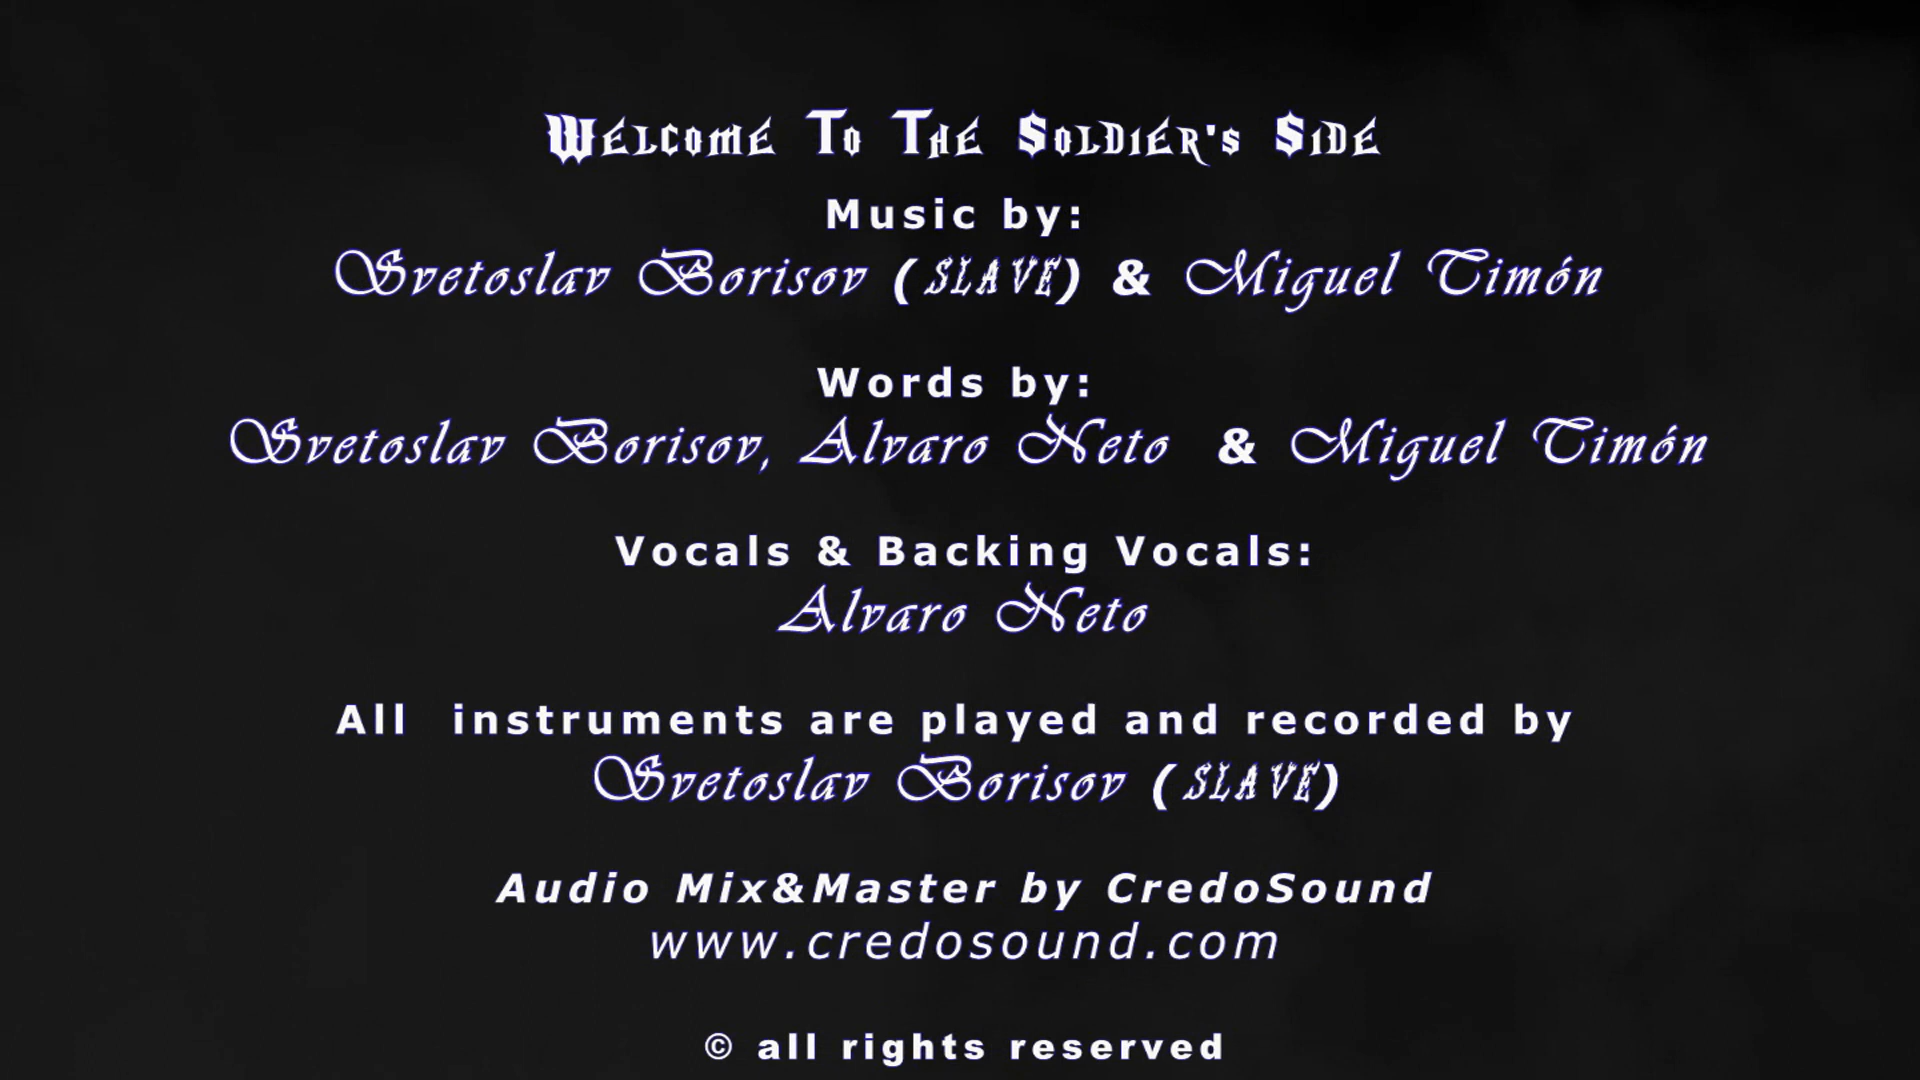 Welcome To The Soldier's Side
Music by:
Svetoslav Borisov (SLAVE) & Miguel Timón
Words by:
Svetoslav Borisov, Alvaro Neto & Miguel Timón
Vocals & Backing Vocals:
Alvaro Neto
All instruments are played and recorded by
Svetoslav Borisov (SLAVE)
Audio Mix&Master by CredoSound
www.credosound.com
© all rights reserved